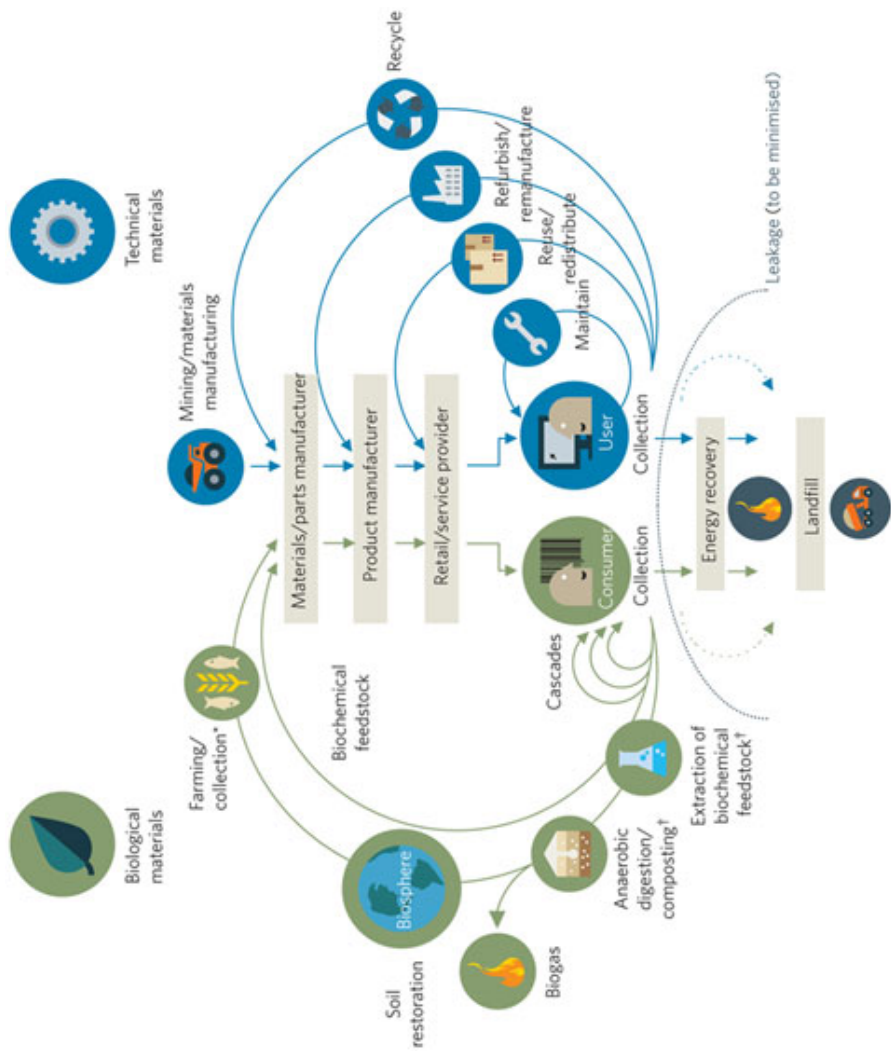 Biological
materials
Technical
materials
Farming/
collection*
Mining/materials
manufacturing
Materials/parts manufacturer
Recycle
Biosphere
Biochemical
feedstock
Product manufacturer
Refurbish/
remanufacture
Soil
restoration
Retail/service provider
Reuse/
redistribute
Biogas
Maintain
Anaerobic
digestion/
composting†
Cascades
Consumer
User
Collection
Collection
Extraction of
biochemical
feedstock†
Energy recovery
Leakage (to be minimised)
Landfill